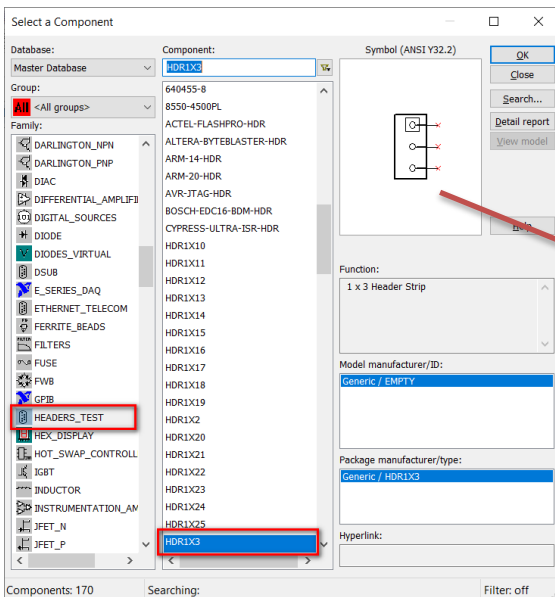 Select a Component
Database:
Master Database
Group:
All <All groups>
Family:
DARLINGTON_NPN
DARLINGTON_PNP
DIAC
DIFFERENTIAL_AMPLIFI
DIGITAL_SOURCES
DIODE
DIODES_VIRTUAL
DSUB
E_SERIES_DAQ
ETHERNET_TELECOM
FERRITE_BEADS
FILTERS
FUSE
FWB
GPIB
HEADERS_TEST
HEX_DISPLAY
HOT_SWAP_CONTROLL
IGBT
INDUCTOR
INSTRUMENTATION_AM
JFET_N
JFET_P
Component:
HDR1X3
640455-8
8550-4500PL
ACTEL-FLASHPRO-HDR
ALTERA-BYTEBLASTER-HDR
ARM-14-HDR
ARM-20-HDR
AVR-JTAG-HDR
BOSCH-EDC16-BDM-HDR
CYPRESS-ULTRA-ISR-HDR
HDR1X10
HDR1X11
HDR1X12
HDR1X13
HDR1X14
HDR1X15
HDR1X16
HDR1X17
HDR1X18
HDR1X19
HDR1X2
HDR1X20
HDR1X21
HDR1X22
HDR1X23
HDR1X24
HDR1X25
HDR1X3
Symbol (ANSI Y32.2)
Function:
1 x 3 Header Strip
Model manufacturer/ID:
Generic / EMPTY
Package manufacturer/type:
Generic / HDR1X3
Hyperlink:
OK
Close
Search...
Detail report
View model
Help
Components: 170
Searching:
Filter: off